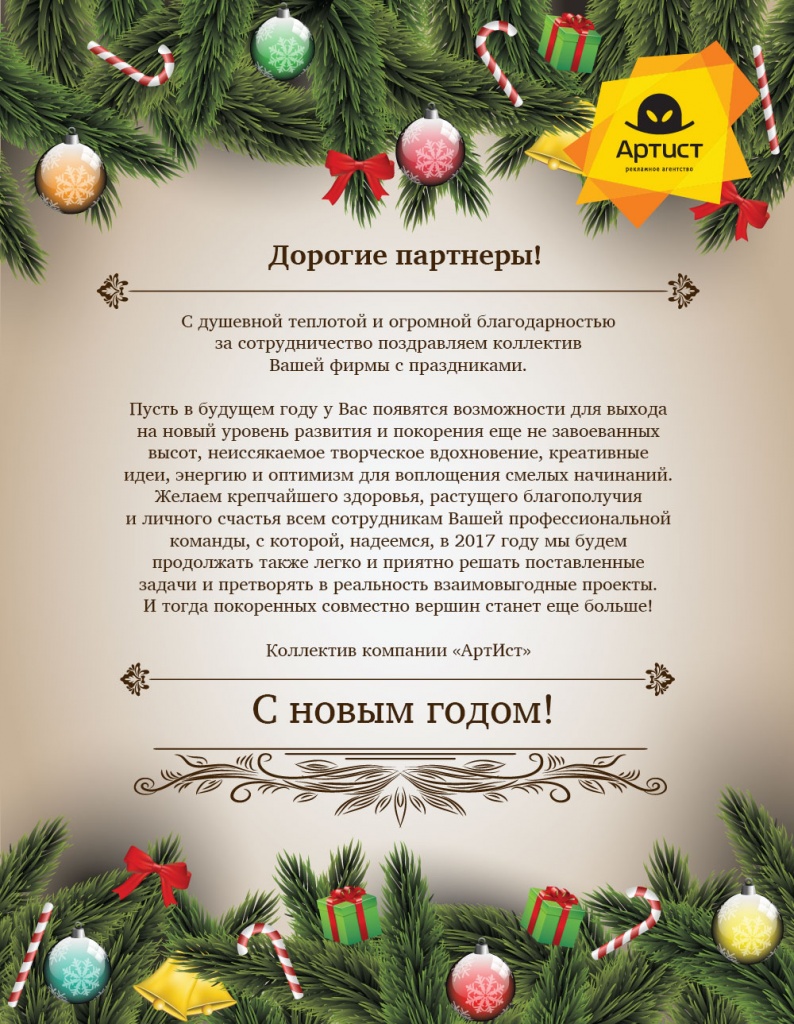 Артист
рекламное агентство
Дорогие партнеры!
С душевной теплотой и огромной благодарностью
за сотрудничество поздравляем коллектив
Вашей фирмы с праздниками.
Пусть в будущем году у Вас появятся возможности для выхода
на новый уровень развития и покорения еще не завоеванных
высот, неиссякаемое творческое вдохновение, креативные
идеи, энергию и оптимизм для воплощения смелых начинаний.
Желаем крепчайшего здоровья, растущего благополучия
и личного счастья всем сотрудникам Вашей профессиональной
команды, с которой, надеемся, в 2017 году мы будем
продолжать также легко и приятно решать поставленные
задачи и претворять в реальность взаимовыгодные проекты.
И тогда покоренных совместно вершин станет еще больше!
Коллектив компании «АртИст»
С новым годом!